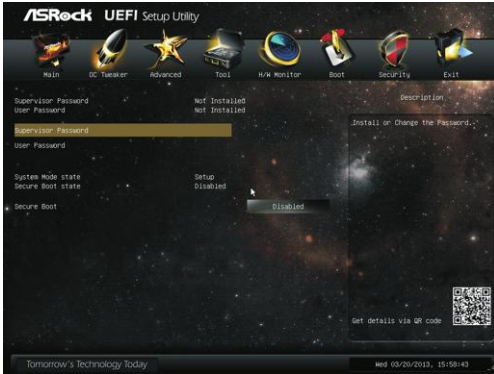 ASRock UEFI Setup Utility
Main OC Tweaker Advanced Tool H/W Monitor Boot Security Exit
Supervisor Password Not Installed
User Password Not Installed
Supervisor Password
User Password
System Mode state Setup
Secure Boot state Disabled
Secure Boot Disabled
Description
Install or Change the Password.
Get details via QR code
Tomorrow's Technology Today
Wed 03/20/2013, 15:58:43